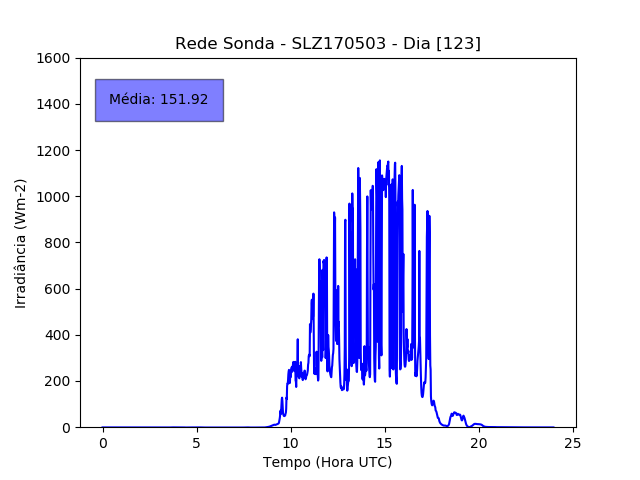 Rede Sonda - SLZ170503 - Dia [123]
Média: 151.92
Irradiância (Wm-2)
1600
1400
1200
1000
800
600
400
200
0
0 5 10 15 20 25
Tempo (Hora UTC)